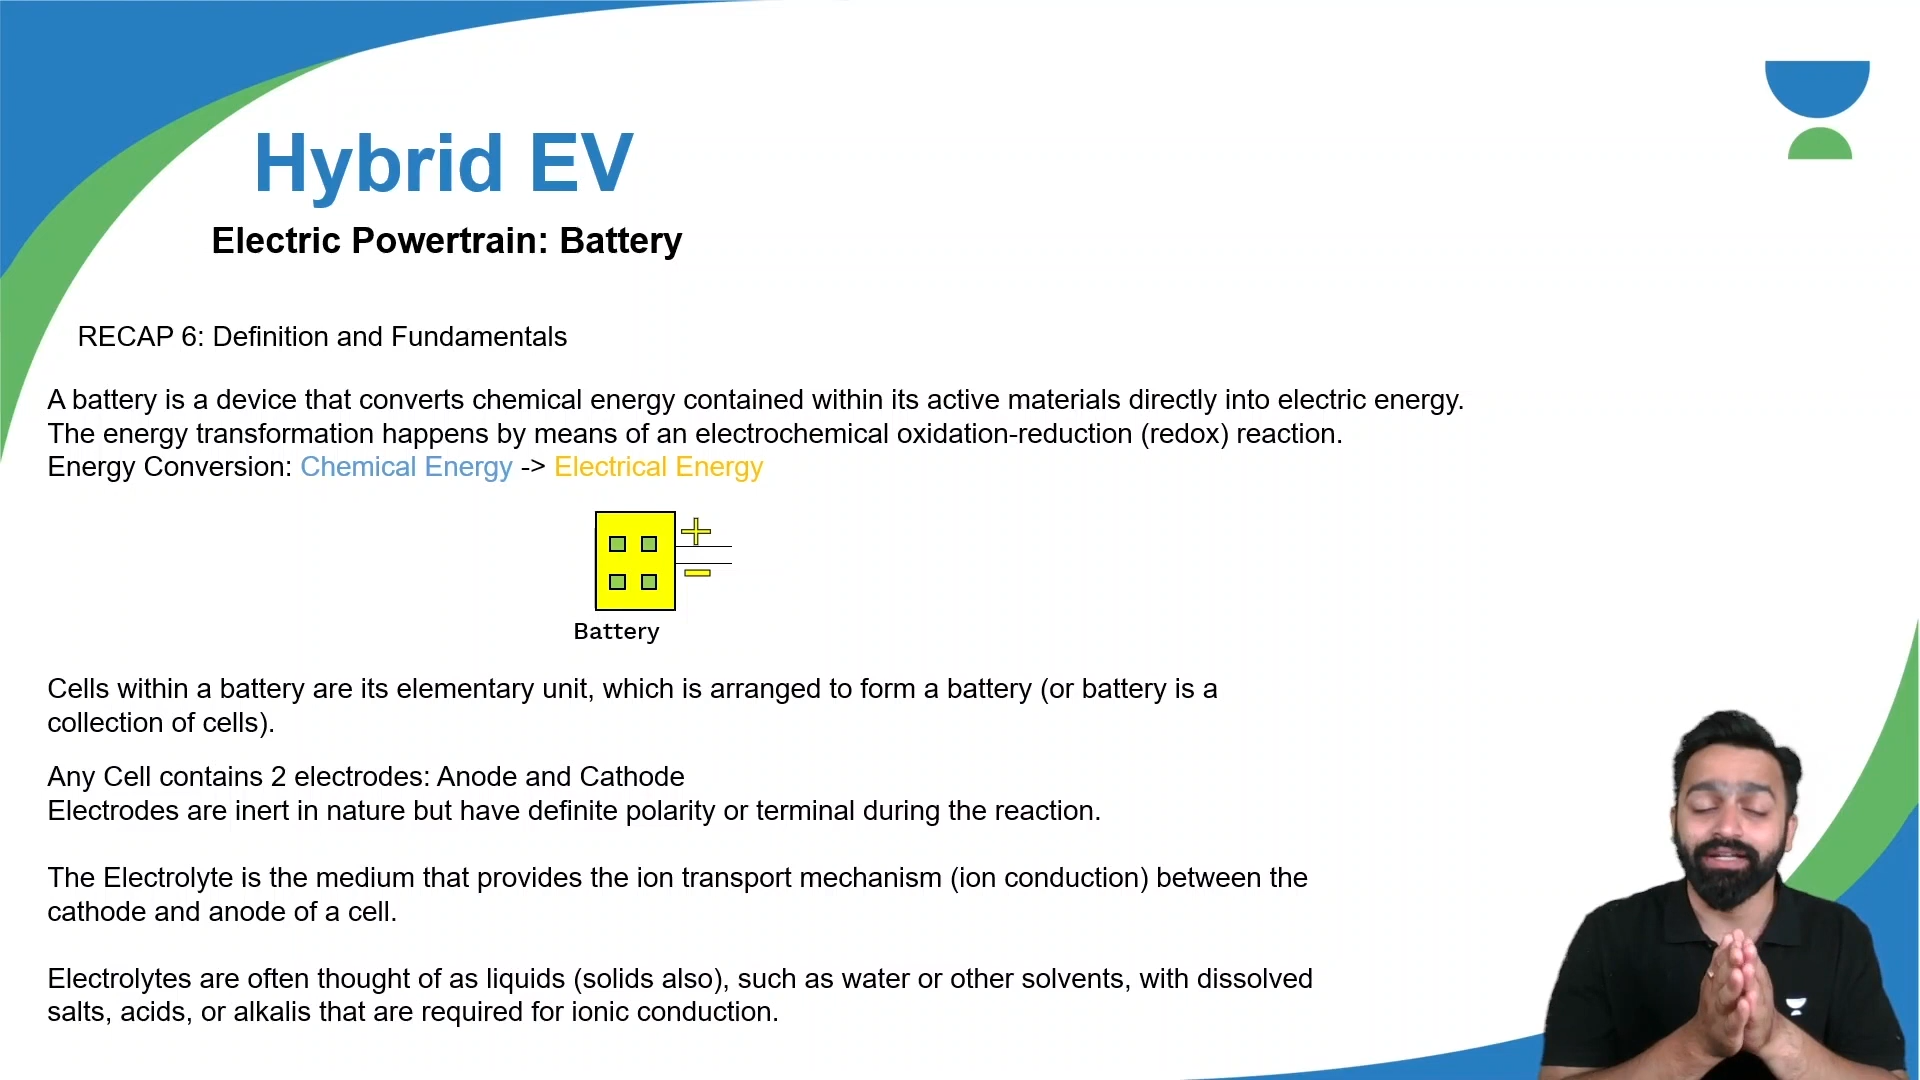 Hybrid EV
Electric Powertrain: Battery
RECAP 6: Definition and Fundamentals
A battery is a device that converts chemical energy contained within its active materials directly into electric energy.
The energy transformation happens by means of an electrochemical oxidation-reduction (redox) reaction.
Energy Conversion: Chemical Energy -> Electrical Energy
Battery
Cells within a battery are its elementary unit, which is arranged to form a battery (or battery is a
collection of cells).
Any Cell contains 2 electrodes: Anode and Cathode
Electrodes are inert in nature but have definite polarity or terminal during the reaction.
The Electrolyte is the medium that provides the ion transport mechanism (ion conduction) between the
cathode and anode of a cell.
Electrolytes are often thought of as liquids (solids also), such as water or other solvents, with dissolved
salts, acids, or alkalis that are required for ionic conduction.